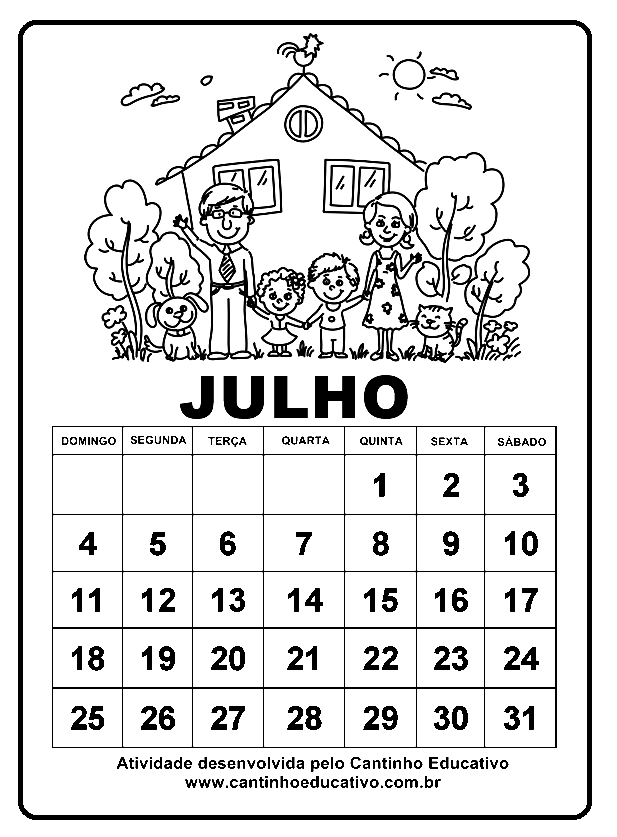 JULHO
DOMINGO SEGUNDA TERÇA QUARTA QUINTA SEXTA SÁBADO
1 2 3
4 5 6 7 8 9 10
11 12 13 14 15 16 17
18 19 20 21 22 23 24
25 26 27 28 29 30 31
Atividade desenvolvida pelo Cantinho Educativo
www.cantinhoeducativo.com.br